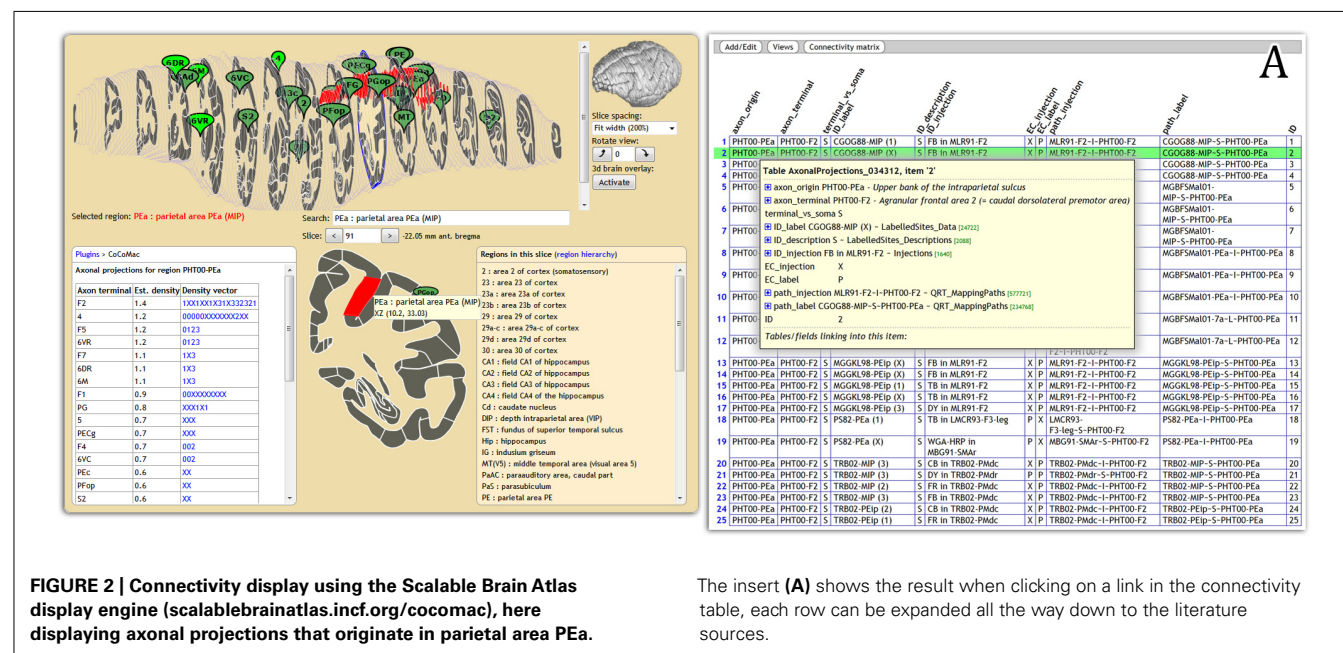 6DR
Ad
6M
6VC
4
3c
2
S2
6VR
PECg
FG
PGop
PFop
PE
MT
Slice spacing:
Fit width (200%)
Rotate view:
0
3d brain overlay:
Activate
Selected region: PEa : parietal area PEa (MIP)
Search: PEa : parietal area PEa (MIP)
Slice: < 91 > -22.05 mm ant. bregma
Plugins > CoCoMac
Axonal projections for region PHT00-PEa
Axon terminal Est. density Density vector
F2 1.4 1XX1XX1X31X332321
4 1.2 00000XXXXXXX2XX
F5 1.2 0123
6VR 1.2 0123
F7 1.1 1X3
6DR 1.1 1X3
6M 1.1 1X3
F1 0.9 00XXXXXXXX
PG 0.8 XXX1X1
5 0.7 XXX
PECg 0.7 XXX
F4 0.7 002
6VC 0.7 002
PEc 0.6 XX
PFop 0.6 XX
S2 0.6 XX
PGop
PEa : parietal area PEa (MIP)
XZ (10.2, 33.03)
Regions in this slice (region hierarchy)
2 : area 2 of cortex (somatosensory)
23 : area 23 of cortex
23a : area 23a of cortex
23b : area 23b of cortex
29 : area 29 of cortex
29a-c : area 29a-c of cortex
29d : area 29d of cortex
30 : area 30 of cortex
CA1 : field CA1 of hippocampus
CA2 : field CA2 of hippocampus
CA3 : field CA3 of hippocampus
CA4 : field CA4 of the hippocampus
Cd : caudate nucleus
DIP : depth intraparietal area (VIP)
FST : fundus of superior temporal sulcus
Hip : hippocampus
IG : indusium griseum
MT(V5) : middle temporal area (visual area 5)
PaAC : paraauditory area, caudal part
PaS : parasubiculum
PE : parietal area PE
Add/Edit Views Connectivity matrix
A
axon_origin axon_terminal terminal_vs_soma ID_label ID_description ID_injection EC_injection EC_label path_injection path_label ID
1 PHT00-PEa PHT00-F2 S CGOG88-MIP (1) S FB in MLR91-F2 X P MLR91-F2-I-PHT00-F2 CGOG88-MIP-S-PHT00-PEa 1
2 PHT00-PEa PHT00-F2 S CGOG88-MIP (X) S FB in MLR91-F2 X P MLR91-F2-I-PHT00-F2 CGOG88-MIP-S-PHT00-PEa 2
3 PHT00 CGOG88-MIP-S-PHT00-PEa 3
4 PHT00 CGOG88-MIP-S-PHT00-PEa 4
5 PHT00- MGBFSMal01-
MIP-S-PHT00-PEa 5
6 PHT00- MGBFSMal01-
MIP-S-PHT00-PEa 6
7 PHT00- MGBFSMal01-
MIP-S-PHT00-PEa 7
8 PHT00- MGBFSMal01-PEa-I-PHT00-PEa 8
9 PHT00- MGBFSMal01-PEa-I-PHT00-PEa 9
10 PHT00- MGBFSMal01-PEa-I-PHT00-PEa 10
11 PHT00- MGBFSMal01-7a-L-PHT00-PEa 11
12 PHT00- F2-I-PHT00-F2 MGBFSMal01-7a-L-PHT00-PEa 12
Table AxonalProjections_034312, item '2'
axon_origin PHT00-PEa - Upper bank of the intraparietal sulcus
axon_terminal PHT00-F2 - Agranular frontal area 2 (= caudal dorsolateral premotor area)
terminal_vs_soma S
ID_label CGOG88-MIP (X) ~ LabelledSites_Data [24722]
ID_description S ~ LabelledSites_Descriptions [2088]
ID_injection FB in MLR91-F2 ~ Injections [1640]
EC_injection X
EC_label P
path_injection MLR91-F2-I-PHT00-F2 ~ QRT_MappingPaths [577721]
path_label CGOG88-MIP-S-PHT00-PEa ~ QRT_MappingPaths [234768]
ID 2
Tables/fields linking into this item:
13 PHT00-PEa PHT00-F2 S MGGKL98-PEip (X) S FB in MLR91-F2 X P MLR91-F2-I-PHT00-F2 MGGKL98-PEip-S-PHT00-PEa 13
14 PHT00-PEa PHT00-F2 S MGGKL98-PEip (X) S FB in MLR91-F2 X P MLR91-F2-I-PHT00-F2 MGGKL98-PEip-S-PHT00-PEa 14
15 PHT00-PEa PHT00-F2 S MGGKL98-PEip (1) S TB in MLR91-F2 X P MLR91-F2-I-PHT00-F2 MGGKL98-PEip-S-PHT00-PEa 15
16 PHT00-PEa PHT00-F2 S MGGKL98-PEip (X) S TB in MLR91-F2 X P MLR91-F2-I-PHT00-F2 MGGKL98-PEip-S-PHT00-PEa 16
17 PHT00-PEa PHT00-F2 S MGGKL98-PEip (3) S DY in MLR91-F2 X P MLR91-F2-I-PHT00-F2 MGGKL98-PEip-S-PHT00-PEa 17
18 PHT00-PEa PHT00-F2 S PS82-PEa (1) S TB in LMCR93-F3-leg P X LMCR93-
F3-leg-S-PHT00-F2 PS82-PEa-I-PHT00-PEa 18
19 PHT00-PEa PHT00-F2 S PS82-PEa (X) S WGA-HRP in
MBG91-SMAr P X MBG91-SMAr-S-PHT00-F2 PS82-PEa-I-PHT00-PEa 19
20 PHT00-PEa PHT00-F2 S TRB02-MIP (3) S CB in TRB02-PMdc X P TRB02-PMdc-I-PHT00-F2 TRB02-MIP-S-PHT00-PEa 20
21 PHT00-PEa PHT00-F2 S TRB02-MIP (3) S DY in TRB02-PMdr P P TRB02-PMdr-S-PHT00-F2 TRB02-MIP-S-PHT00-PEa 21
22 PHT00-PEa PHT00-F2 S TRB02-MIP (2) S FR in TRB02-PMdc X P TRB02-PMdc-I-PHT00-F2 TRB02-MIP-S-PHT00-PEa 22
23 PHT00-PEa PHT00-F2 S TRB02-MIP (3) S FB in TRB02-PMdc X P TRB02-PMdc-I-PHT00-F2 TRB02-MIP-S-PHT00-PEa 23
24 PHT00-PEa PHT00-F2 S TRB02-PEip (2) S CB in TRB02-PMdc X P TRB02-PMdc-I-PHT00-F2 TRB02-PEip-S-PHT00-PEa 24
25 PHT00-PEa PHT00-F2 S TRB02-PEip (1) S FR in TRB02-PMdc X P TRB02-PMdc-I-PHT00-F2 TRB02-PEip-S-PHT00-PEa 25
FIGURE 2 | Connectivity display using the Scalable Brain Atlas
display engine (scalablebrainatlas.incf.org/cocomac), here
displaying axonal projections that originate in parietal area PEa.
The insert (A) shows the result when clicking on a link in the connectivity
table, each row can be expanded all the way down to the literature
sources.